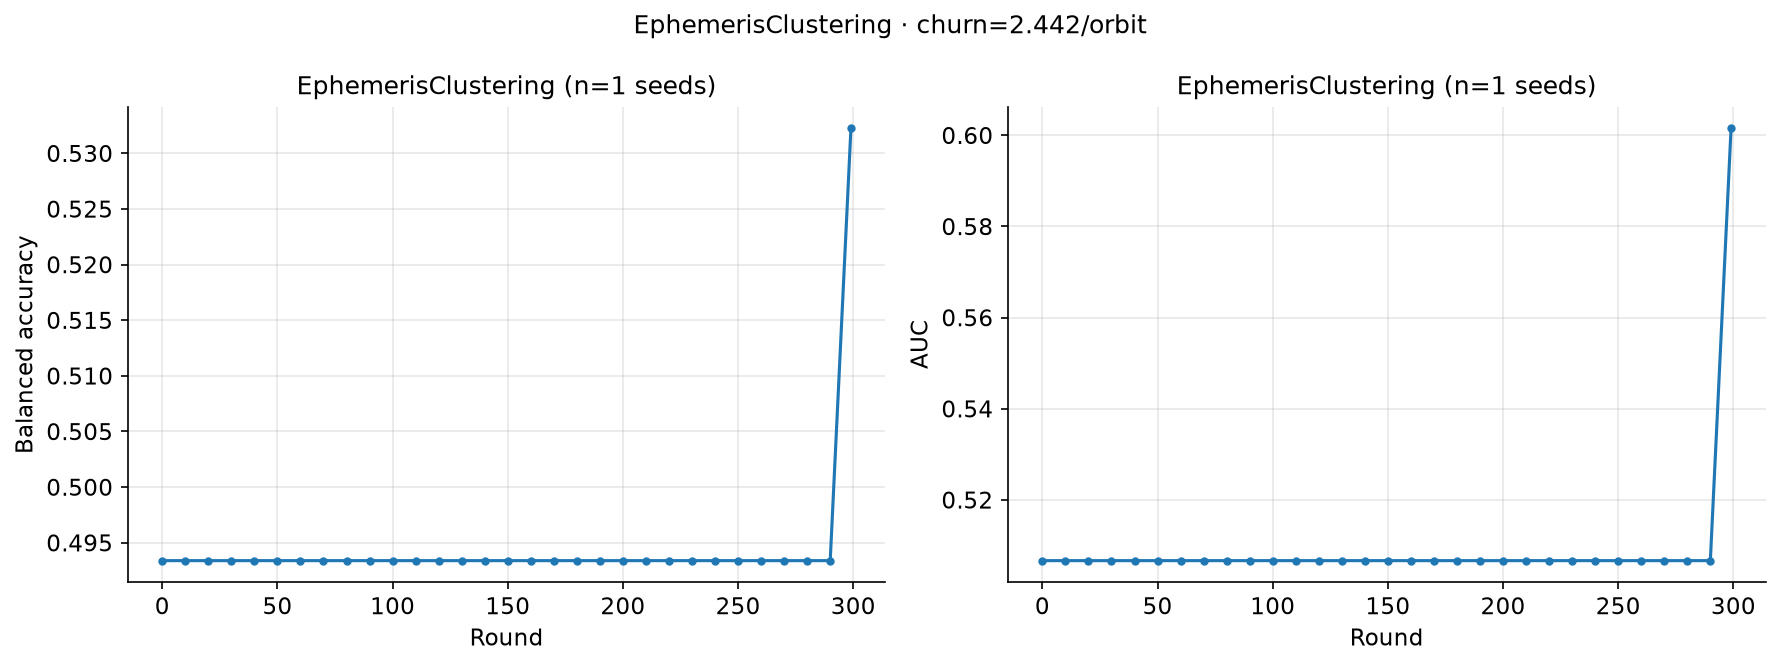 EphemerisClustering · churn=2.442/orbit
EphemerisClustering (n=1 seeds)
Balanced accuracy
0.530
0.525
0.520
0.515
0.510
0.505
0.500
0.495
0 50 100 150 200 250 300
Round
EphemerisClustering (n=1 seeds)
AUC
0.60
0.58
0.56
0.54
0.52
0 50 100 150 200 250 300
Round